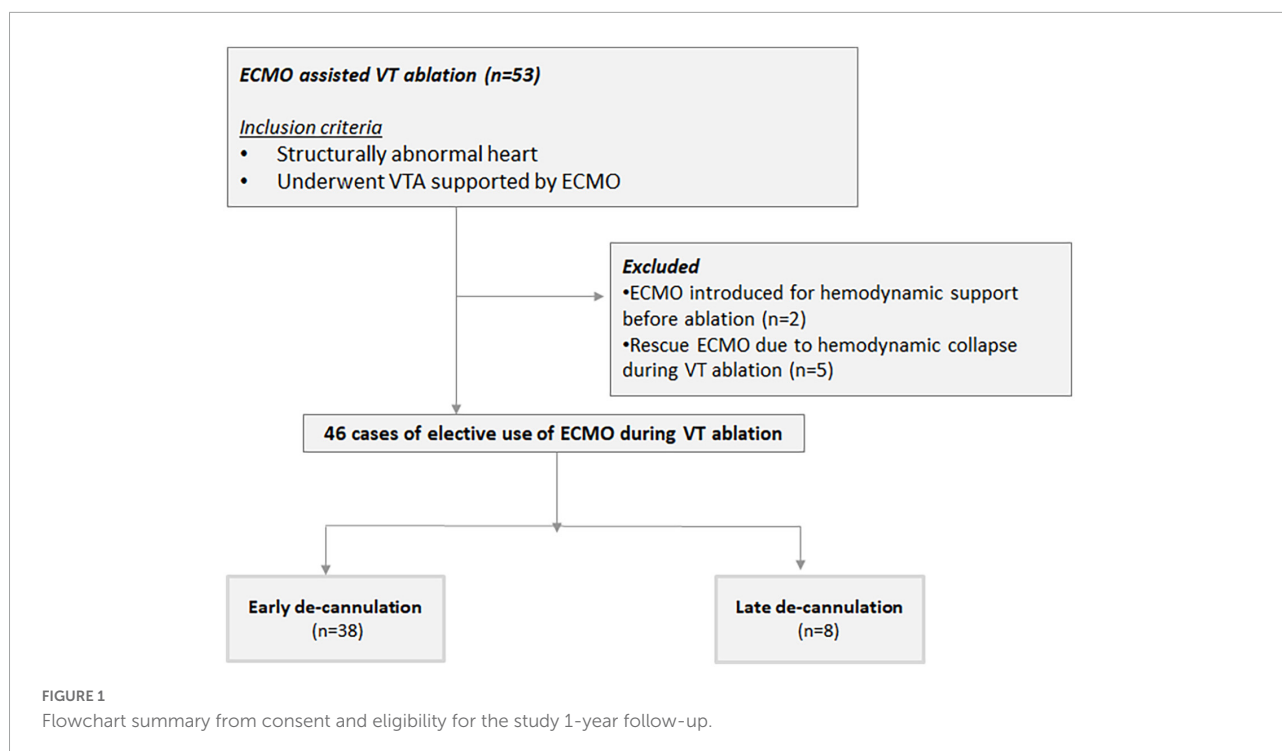 ECMO assisted VT ablation (n=53)
Inclusion criteria
• Structurally abnormal heart
• Underwent VTA supported by ECMO
Excluded
•ECMO introduced for hemodynamic support
before ablation (n=2)
•Rescue ECMO due to hemodynamic collapse
during VT ablation (n=5)
46 cases of elective use of ECMO during VT ablation
Early de-cannulation
(n=38)
Late de-cannulation
(n=8)
FIGURE 1
Flowchart summary from consent and eligibility for the study 1-year follow-up.